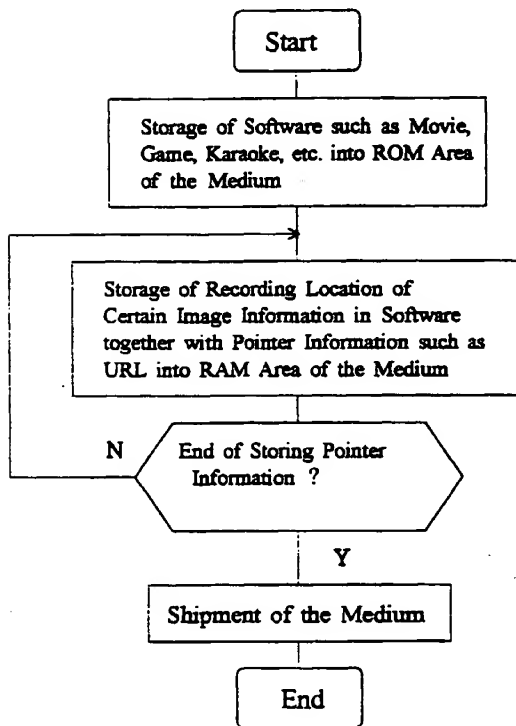 Start
Storage of Software such as Movie,
Game, Karaoke, etc. into ROM Area
of the Medium
Storage of Recording Location of
Certain Image Information in Software
together with Pointer Information such as
URL into RAM Area of the Medium
N
End of Storing Pointer
Information ?
Y
Shipment of the Medium
End